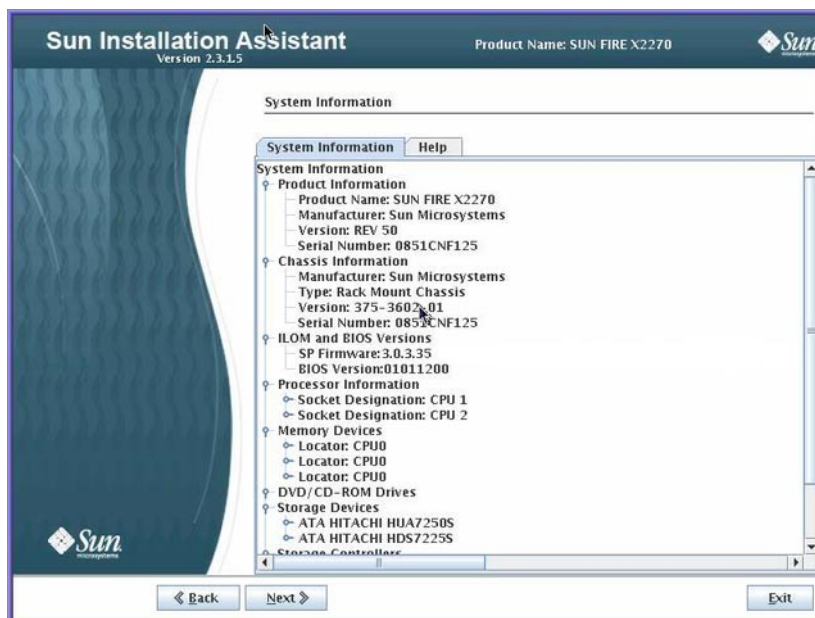 Sun Installation Assistant
Version 2.3.1.5
Product Name: SUN FIRE X2270
Sun
microsystems
System Information
System Information
Help
System Information
Product Information
Product Name: SUN FIRE X2270
Manufacturer: Sun Microsystems
Version: REV 50
Serial Number: 0851CNF125
Chassis Information
Manufacturer: Sun Microsystems
Type: Rack Mount Chassis
Version: 375-3602-01
Serial Number: 0851CNF125
ILOM and BIOS Versions
SP Firmware:3.0.3.35
BIOS Version:01011200
Processor Information
Socket Designation: CPU 1
Socket Designation: CPU 2
Memory Devices
Locator: CPU0
Locator: CPU0
Locator: CPU0
DVD/CD-ROM Drives
Storage Devices
ATA HITACHI HUA7250S
ATA HITACHI HDS7225S
Storage Controllers
Sun
microsystems
Back
Next
Exit